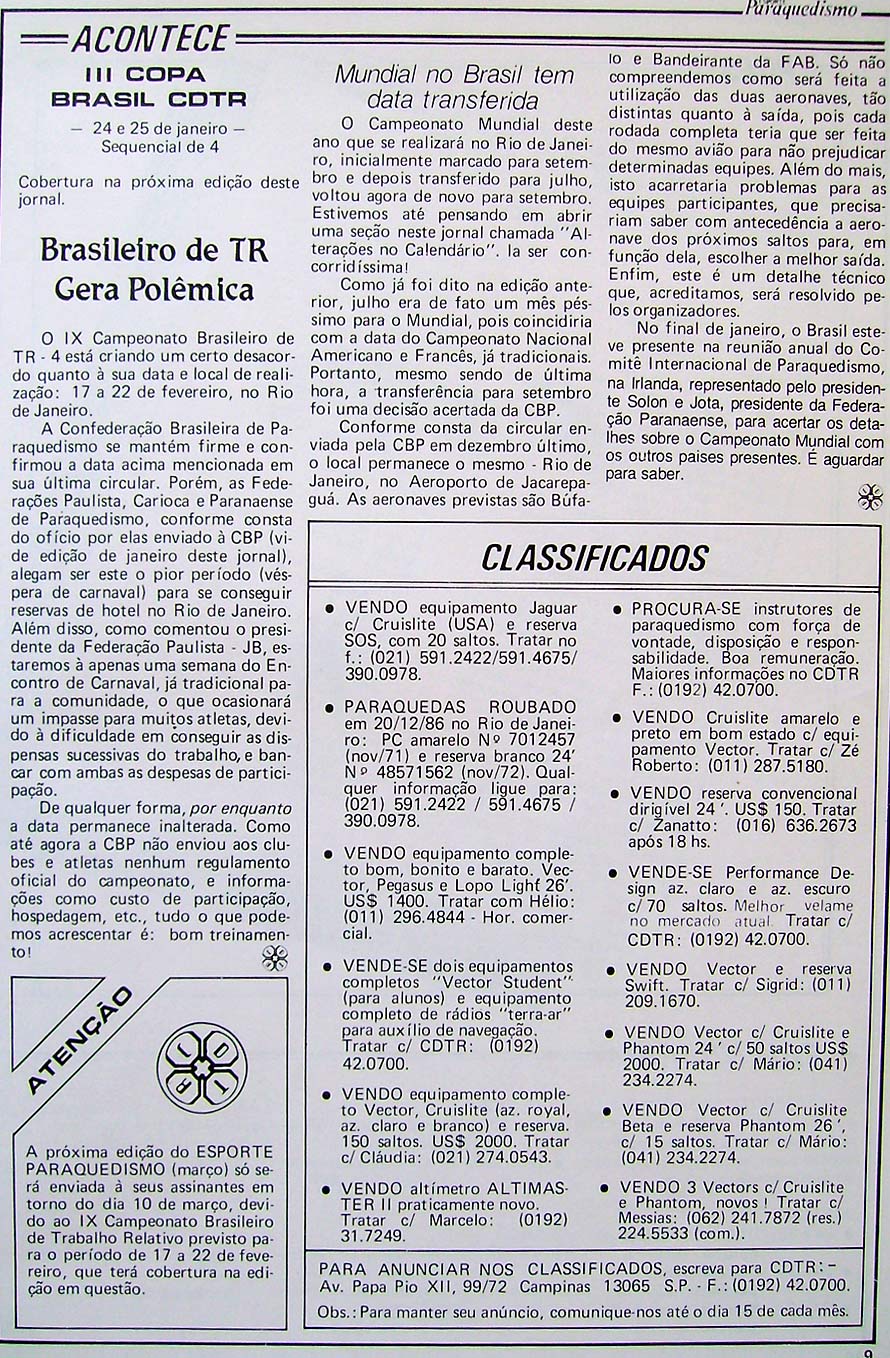 Paraquedismo
ACONTECE
III COPA
BRASIL CDTR
— 24 e 25 de janeiro —
Sequencial de 4
Cobertura na próxima edição deste
jornal.
Brasileiro de TR
Gera Polêmica
O IX Campeonato Brasileiro de
TR - 4 está criando um certo desacor-
do quanto à sua data e local de reali-
zação: 17 a 22 de fevereiro, no Rio
de Janeiro.
A Confederação Brasileira de Pa-
raquedismo se mantém firme e con-
firmou a data acima mencionada em
sua última circular. Porém, as Fede-
rações Paulista, Carioca e Paranaense
de Paraquedismo, conforme consta
do ofício por elas enviado à CBP (vi-
de edição de janeiro deste jornal),
alegam ser este o pior período (vés-
pera de carnaval) para se conseguir
reservas de hotel no Rio de Janeiro.
Além disso, como comentou o presi-
dente da Federação Paulista - JB, es-
taremos à apenas uma semana do En-
contro de Carnaval, já tradicional pa-
ra a comunidade, o que ocasionará
um impasse para muitos atletas, devi-
do à dificuldade em conseguir as dis-
pensas sucessivas do trabalho, e ban-
car com ambas as despesas de partici-
pação.
De qualquer forma, por enquanto
a data permanece inalterada. Como
até agora a CBP não enviou aos clu-
bes e atletas nenhum regulamento
oficial do campeonato, e informa-
ções como custo de participação,
hospedagem, etc., tudo o que pode-
mos acrescentar é: bom treinamen-
to!
ATENÇÃO
T R J D
A próxima edição do ESPORTE
PARAQUEDISMO (março) só se-
rá enviada à seus assinantes em
torno do dia 10 de março, devi-
do ao IX Campeonato Brasileiro
de Trabalho Relativo previsto pa-
ra o período de 17 a 22 de feve-
reiro, que terá cobertura na edi-
ção em questão.
Mundial no Brasil tem
data transferida
O Campeonato Mundial deste
ano que se realizará no Rio de Janei-
ro, inicialmente marcado para setem-
bro e depois transferido para julho,
voltou agora de novo para setembro.
Estivemos até pensando em abrir
uma seção neste jornal chamada "Al-
terações no Calendário". Ia ser con-
corridíssima!
Como já foi dito na edição ante-
rior, julho era de fato um mês pés-
simo para o Mundial, pois coincidiria
com a data do Campeonato Nacional
Americano e Francês, já tradicionais.
Portanto, mesmo sendo de última
hora, a transferência para setembro
foi uma decisão acertada da CBP.
Conforme consta da circular en-
viada pela CBP em dezembro último,
o local permanece o mesmo - Rio de
Janeiro, no Aeroporto de Jacarepa-
guá. As aeronaves previstas são Búfa-
lo e Bandeirante da FAB. Só não
compreendemos como será feita a
utilização das duas aeronaves, tão
distintas quanto à saída, pois cada
rodada completa teria que ser feita
do mesmo avião para não prejudicar
determinadas equipes. Além do mais,
isto acarretaria problemas para as
equipes participantes, que precisa-
riam saber com antecedência a aero-
nave dos próximos saltos para, em
função dela, escolher a melhor saída.
Enfim, este é um detalhe técnico
que, acreditamos, será resolvido pe-
los organizadores.
No final de janeiro, o Brasil este-
ve presente na reunião anual do Co-
mitê Internacional de Paraquedismo,
na Irlanda, representado pelo presiden-
te Solon e Jota, presidente da Federa-
ção Paranaense, para acertar os deta-
lhes sobre o Campeonato Mundial com
os outros paises presentes. É aguardar
para saber.
CLASSIFICADOS
● VENDO equipamento Jaguar
c/ Cruislite (USA) e reserva
SOS, com 20 saltos. Tratar no
f.: (021) 591.2422/591.4675/
390.0978.
● PARAQUEDAS ROUBADO
em 20/12/86 no Rio de Janei-
ro: PC amarelo Nº 7012457
(nov/71) e reserva branco 24'
Nº 48571562 (nov/72). Qual-
quer informação ligue para:
(021) 591.2422 / 591.4675 /
390.0978.
● VENDO equipamento comple-
to bom, bonito e barato. Vec-
tor, Pegasus e Lopo Light 26'.
US$ 1400. Tratar com Hélio:
(011) 296.4844 - Hor. comer-
cial.
● VENDE-SE dois equipamentos
completos "Vector Student"
(para alunos) e equipamento
completo de rádios "terra-ar"
para auxílio de navegação.
Tratar c/ CDTR: (0192)
42.0700.
● VENDO equipamento comple-
to Vector, Cruislite (az. royal,
az. claro e branco) e reserva.
150 saltos. US$ 2000. Tratar
c/ Cláudia: (021) 274.0543.
● VENDO altímetro ALTIMAS-
TER II praticamente novo.
Tratar c/ Marcelo: (0192)
31.7249.
● PROCURA-SE instrutores de
paraquedismo com força de
vontade, disposição e respon-
sabilidade. Boa remuneração.
Maiores informações no CDTR
F.: (0192) 42.0700.
● VENDO Cruislite amarelo e
preto em bom estado c/ equi-
pamento Vector. Tratar c/ Zé
Roberto: (011) 287.5180.
● VENDO reserva convencional
dirigível 24 '. US$ 150. Tratar
c/ Zanatto: (016) 636.2673
após 18 hs.
● VENDE-SE Performance De-
sign az. claro e az. escuro
c/ 70 saltos. Melhor velame
no mercado atual. Tratar c/
CDTR: (0192) 42.0700.
● VENDO Vector e reserva
Swift. Tratar c/ Sigrid: (011)
209.1670.
● VENDO Vector c/ Cruislite e
Phantom 24 ' c/ 50 saltos US$
2000. Tratar c/ Mário: (041)
234.2274.
● VENDO Vector c/ Cruislite
Beta e reserva Phantom 26 ',
c/ 15 saltos. Tratar c/ Mário:
(041) 234.2274.
● VENDO 3 Vectors c/ Cruislite
e Phantom, novos ! Tratar c/
Messias: (062) 241.7872 (res.)
224.5533 (com.).
PARA ANUNCIAR NOS CLASSIFICADOS, escreva para CDTR: –
Av. Papa Pio XII, 99/72 Campinas 13065 S.P. - F.: (0192) 42.0700.
Obs.: Para manter seu anúncio, comunique-nos até o dia 15 de cada mês.
9